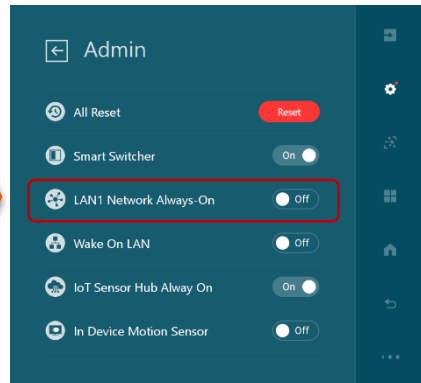 Admin
All Reset Reset
Smart Switcher On
LAN1 Network Always-On Off
Wake On LAN Off
IoT Sensor Hub Alway On On
In Device Motion Sensor Off